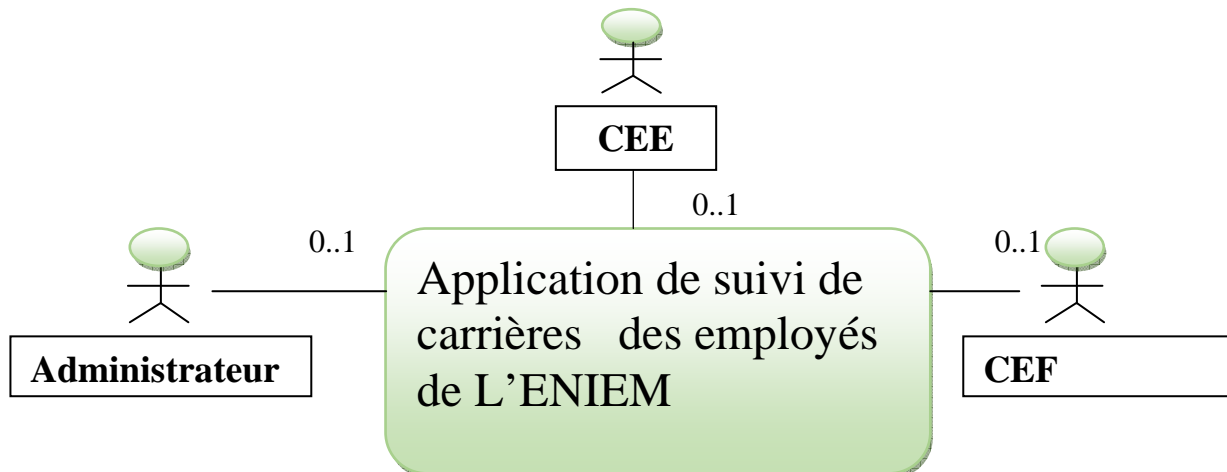 CEE
0..1
0..1
0..1
Application de suivi de
carrières des employés
de L'ENIEM
Administrateur
CEF